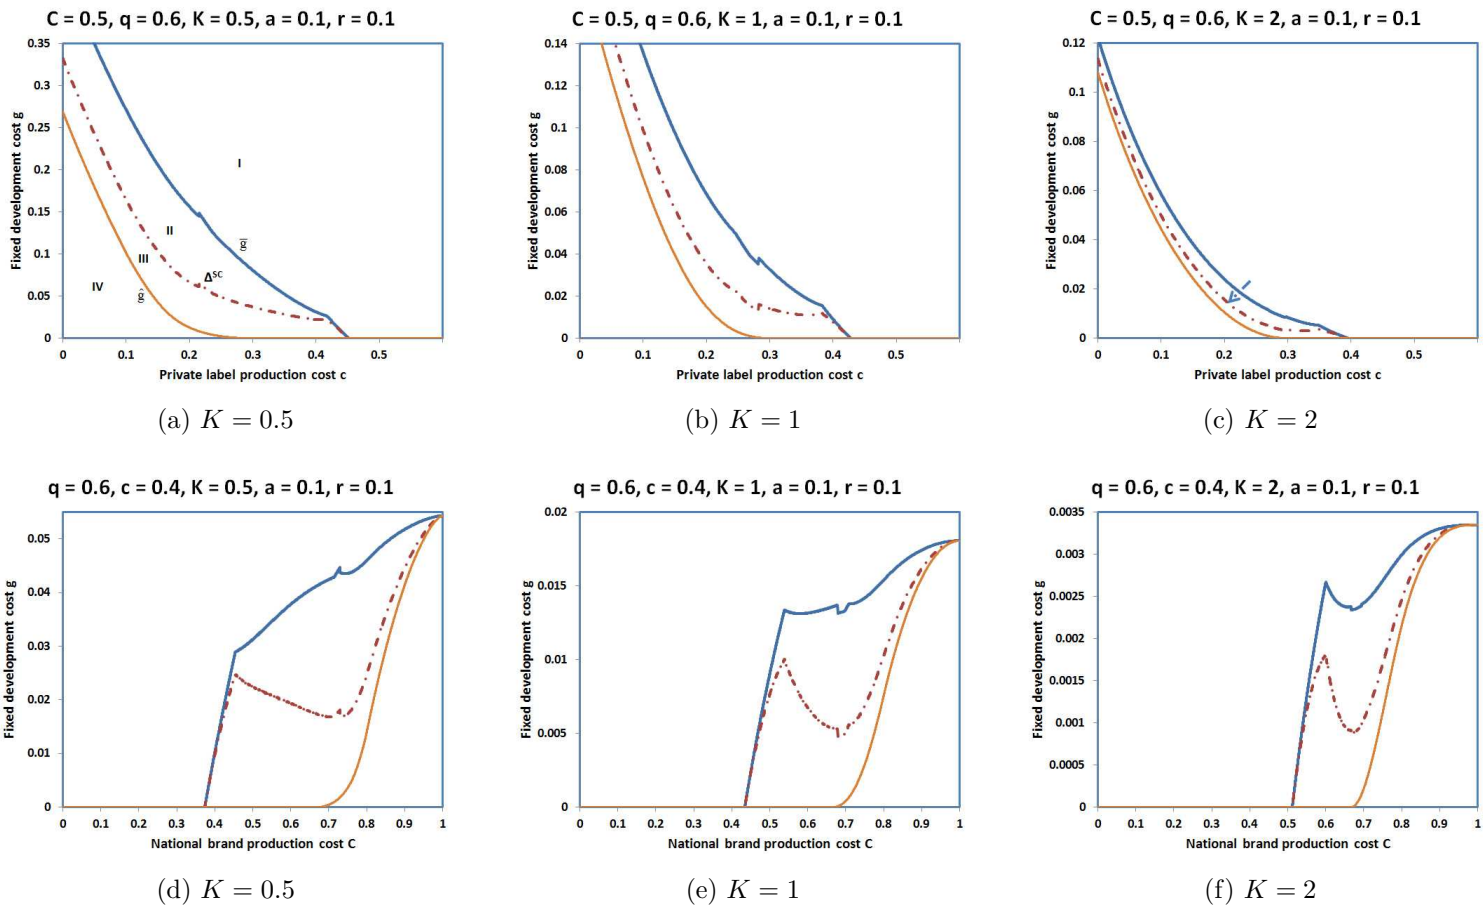 C = 0.5, q = 0.6, K = 0.5, a = 0.1, r = 0.1
Fixed development cost g
0.35
0.3
0.25
0.2
0.15
0.1
0.05
0
I
II
III
IV
g̅
Δ^SC
ĝ
0 0.1 0.2 0.3 0.4 0.5
Private label production cost c
(a) K = 0.5
C = 0.5, q = 0.6, K = 1, a = 0.1, r = 0.1
Fixed development cost g
0.14
0.12
0.1
0.08
0.06
0.04
0.02
0
0 0.1 0.2 0.3 0.4 0.5
Private label production cost c
(b) K = 1
C = 0.5, q = 0.6, K = 2, a = 0.1, r = 0.1
Fixed development cost g
0.12
0.1
0.08
0.06
0.04
0.02
0
0 0.1 0.2 0.3 0.4 0.5
Private label production cost c
(c) K = 2
q = 0.6, c = 0.4, K = 0.5, a = 0.1, r = 0.1
Fixed development cost g
0.05
0.04
0.03
0.02
0.01
0
0 0.1 0.2 0.3 0.4 0.5 0.6 0.7 0.8 0.9 1
National brand production cost C
(d) K = 0.5
q = 0.6, c = 0.4, K = 1, a = 0.1, r = 0.1
Fixed development cost g
0.02
0.015
0.01
0.005
0
0 0.1 0.2 0.3 0.4 0.5 0.6 0.7 0.8 0.9 1
National brand production cost C
(e) K = 1
q = 0.6, c = 0.4, K = 2, a = 0.1, r = 0.1
Fixed development cost g
0.0035
0.003
0.0025
0.002
0.0015
0.001
0.0005
0
0 0.1 0.2 0.3 0.4 0.5 0.6 0.7 0.8 0.9 1
National brand production cost C
(f) K = 2